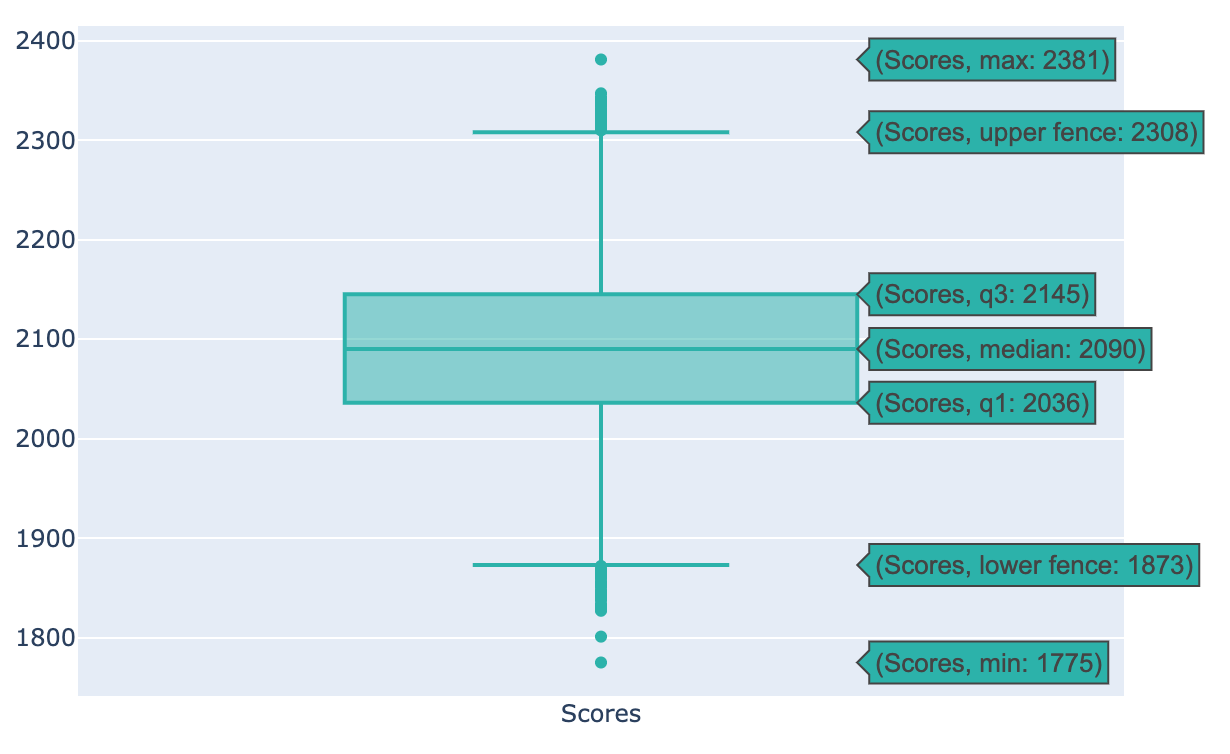 2400
(Scores, max: 2381)
(Scores, upper fence: 2308)
2300
2200
(Scores, q3: 2145)
2100
(Scores, median: 2090)
(Scores, q1: 2036)
2000
1900
(Scores, lower fence: 1873)
1800
(Scores, min: 1775)
Scores